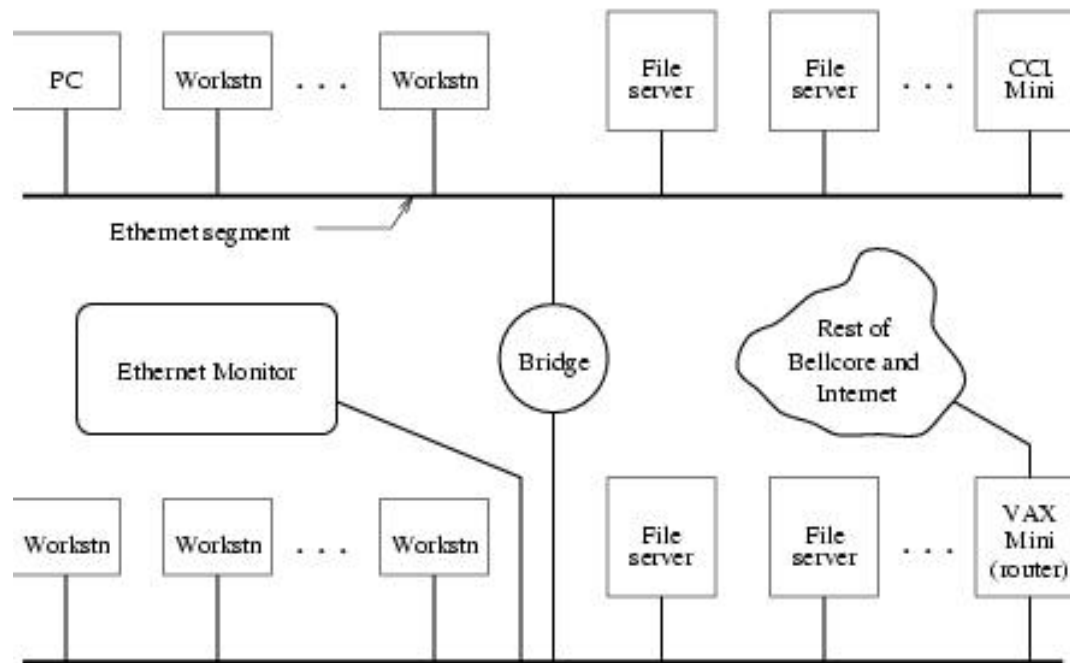 PC
Workstn
. . .
Workstn
File
server
File
server
. . .
CCI
Mini
Ethernet segment
Ethernet Monitor
Bridge
Rest of
Bellcore and
Internet
Workstn
Workstn
. . .
Workstn
File
server
File
server
. . .
VAX
Mini
(router)